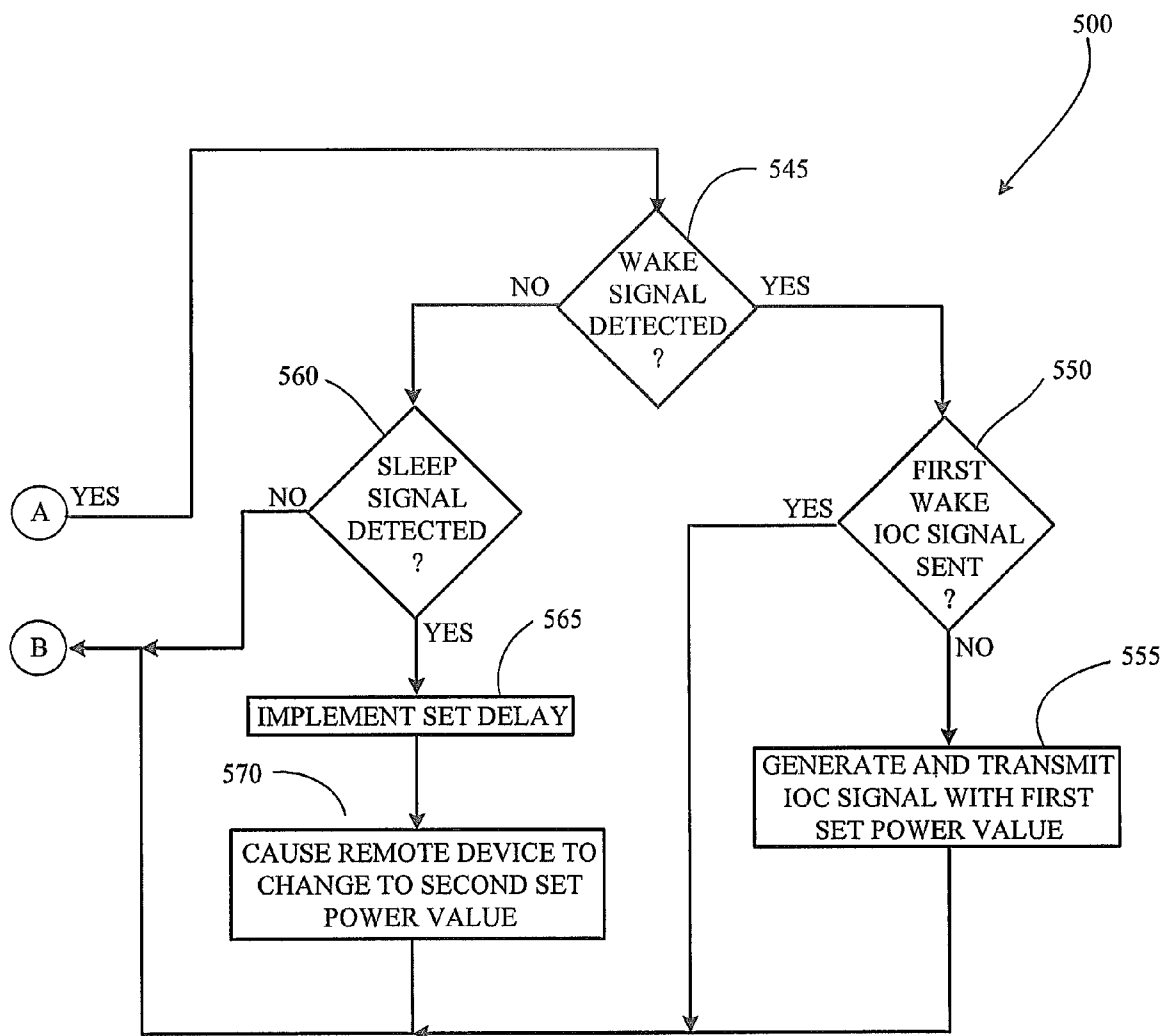 500
545
WAKE
SIGNAL
DETECTED
?
NO
YES
560
550
SLEEP
SIGNAL
DETECTED
?
NO
FIRST
WAKE
IOC SIGNAL
SENT
?
YES
A
YES
B
YES
565
NO
555
IMPLEMENT SET DELAY
GENERATE AND TRANSMIT
IOC SIGNAL WITH FIRST
SET POWER VALUE
570
CAUSE REMOTE DEVICE TO
CHANGE TO SECOND SET
POWER VALUE